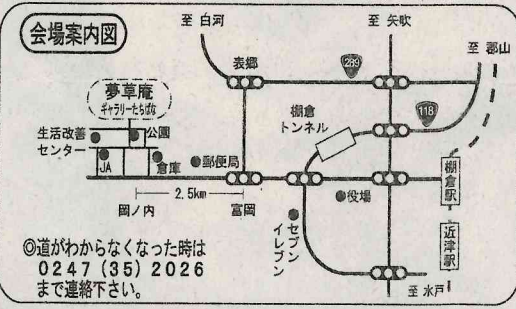 会場案内図
至 白河
至 矢吹
至 郡山
表郷
289
118
夢草庵
ギャラリーたちばな
棚倉
トンネル
生活改善
センター
公園
JA
倉庫
郵便局
棚倉駅
2.5km
役場
岡ノ内
富岡
セブン
イレブン
近津駅
◎道がわからなくなった時は
0247(35)2026
まで連絡下さい。
至 水戸